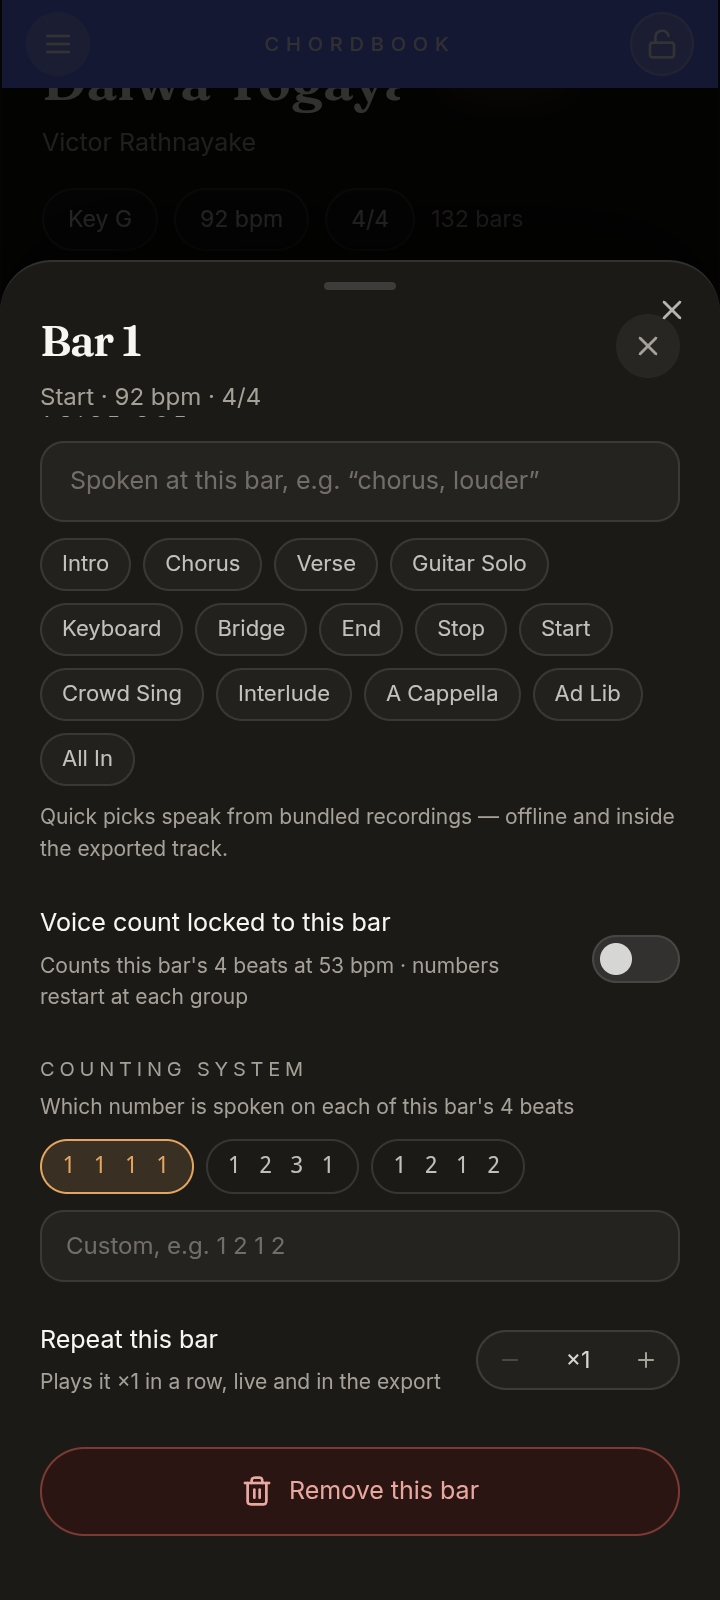 CHORDBOOK
Victor Rathnayake
Key G
92 bpm
4/4
132 bars
Bar 1
Start · 92 bpm · 4/4
Spoken at this bar, e.g. “chorus, louder”
Intro
Chorus
Verse
Guitar Solo
Keyboard
Bridge
End
Stop
Start
Crowd Sing
Interlude
A Cappella
Ad Lib
All In
Quick picks speak from bundled recordings — offline and inside
the exported track.
Voice count locked to this bar
Counts this bar's 4 beats at 53 bpm · numbers
restart at each group
COUNTING SYSTEM
Which number is spoken on each of this bar's 4 beats
1 1 1 1
1 2 3 1
1 2 1 2
Custom, e.g. 1 2 1 2
Repeat this bar
Plays it ×1 in a row, live and in the export
×1
Remove this bar